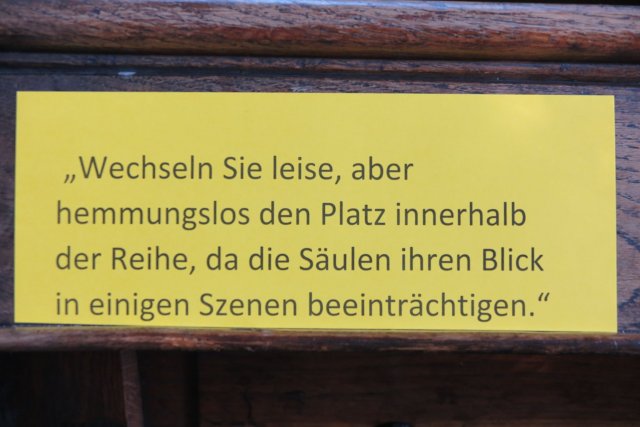 „Wechseln Sie leise, aber
hemmungslos den Platz innerhalb
der Reihe, da die Säulen ihren Blick
in einigen Szenen beeinträchtigen.“